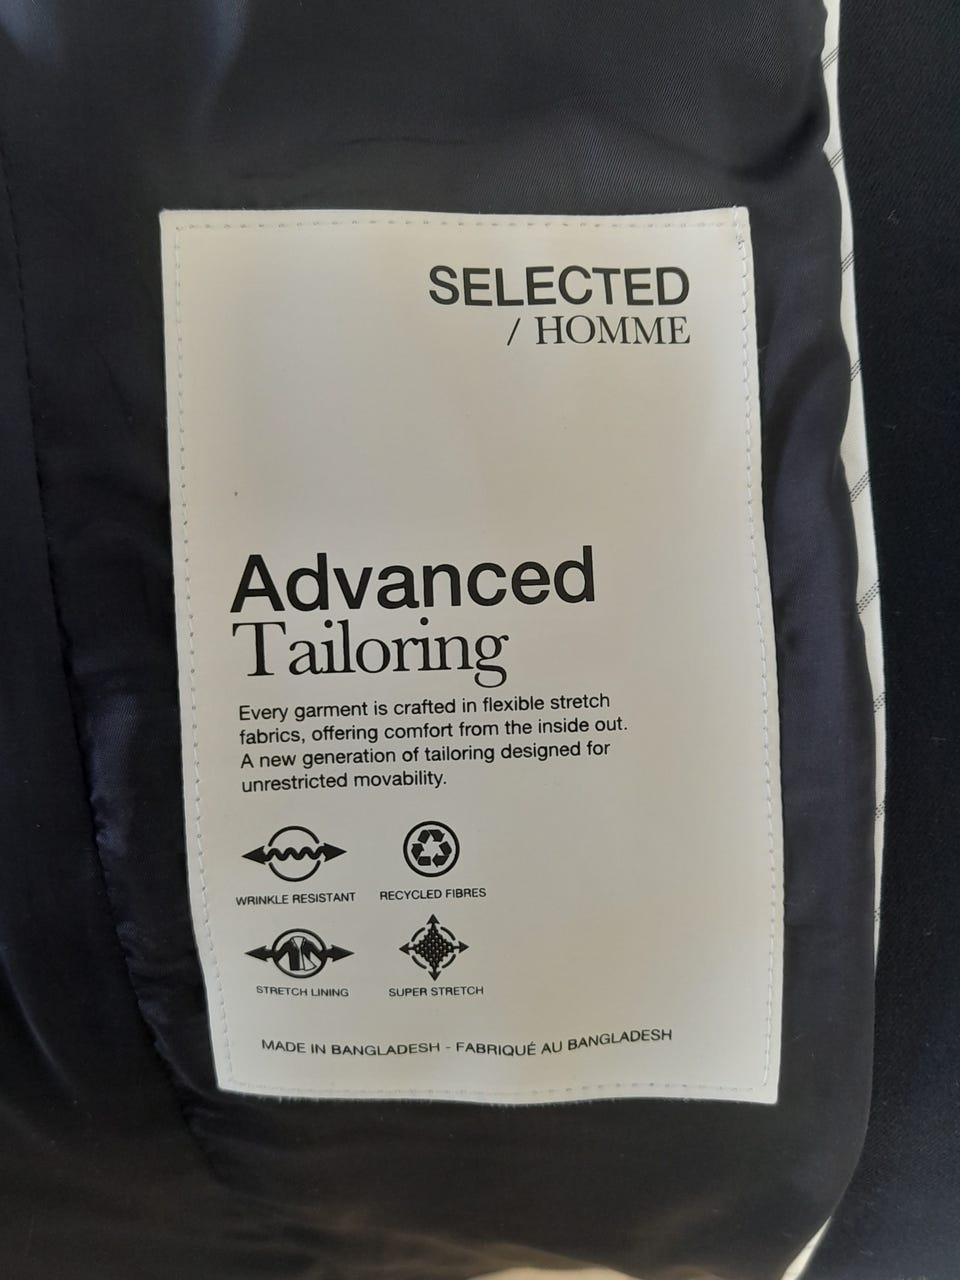 SELECTED
/ HOMME
Advanced
Tailoring
Every garment is crafted in flexible stretch
fabrics, offering comfort from the inside out.
A new generation of tailoring designed for
unrestricted movability.
WRINKLE RESISTANT
RECYCLED FIBRES
STRETCH LINING
SUPER STRETCH
MADE IN BANGLADESH - FABRIQUÉ AU BANGLADESH